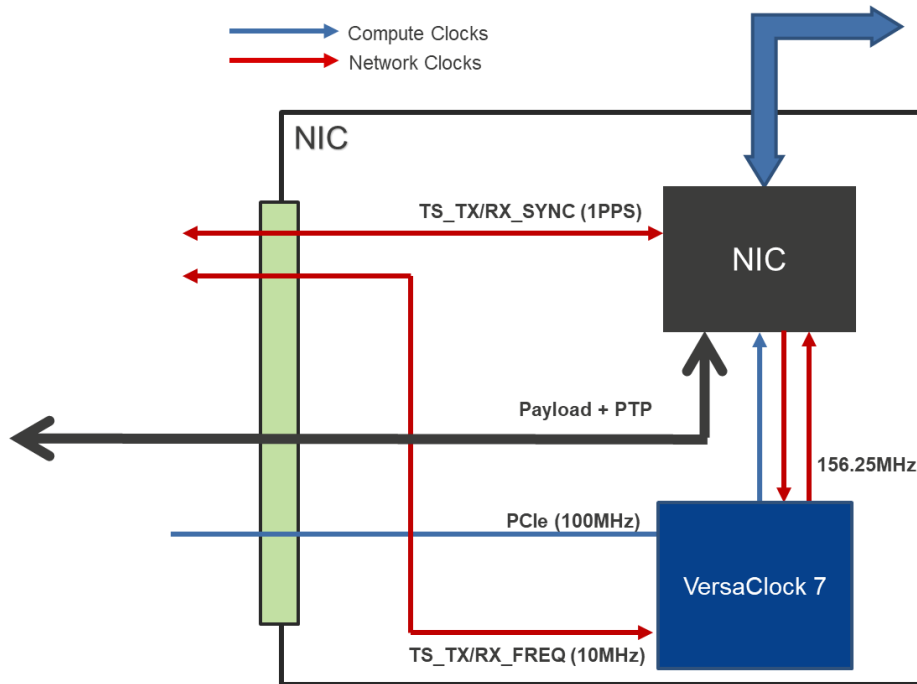 Compute Clocks
Network Clocks
NIC
TS_TX/RX_SYNC (1PPS)
NIC
Payload + PTP
156.25MHz
PCIe (100MHz)
VersaClock 7
TS_TX/RX_FREQ (10MHz)